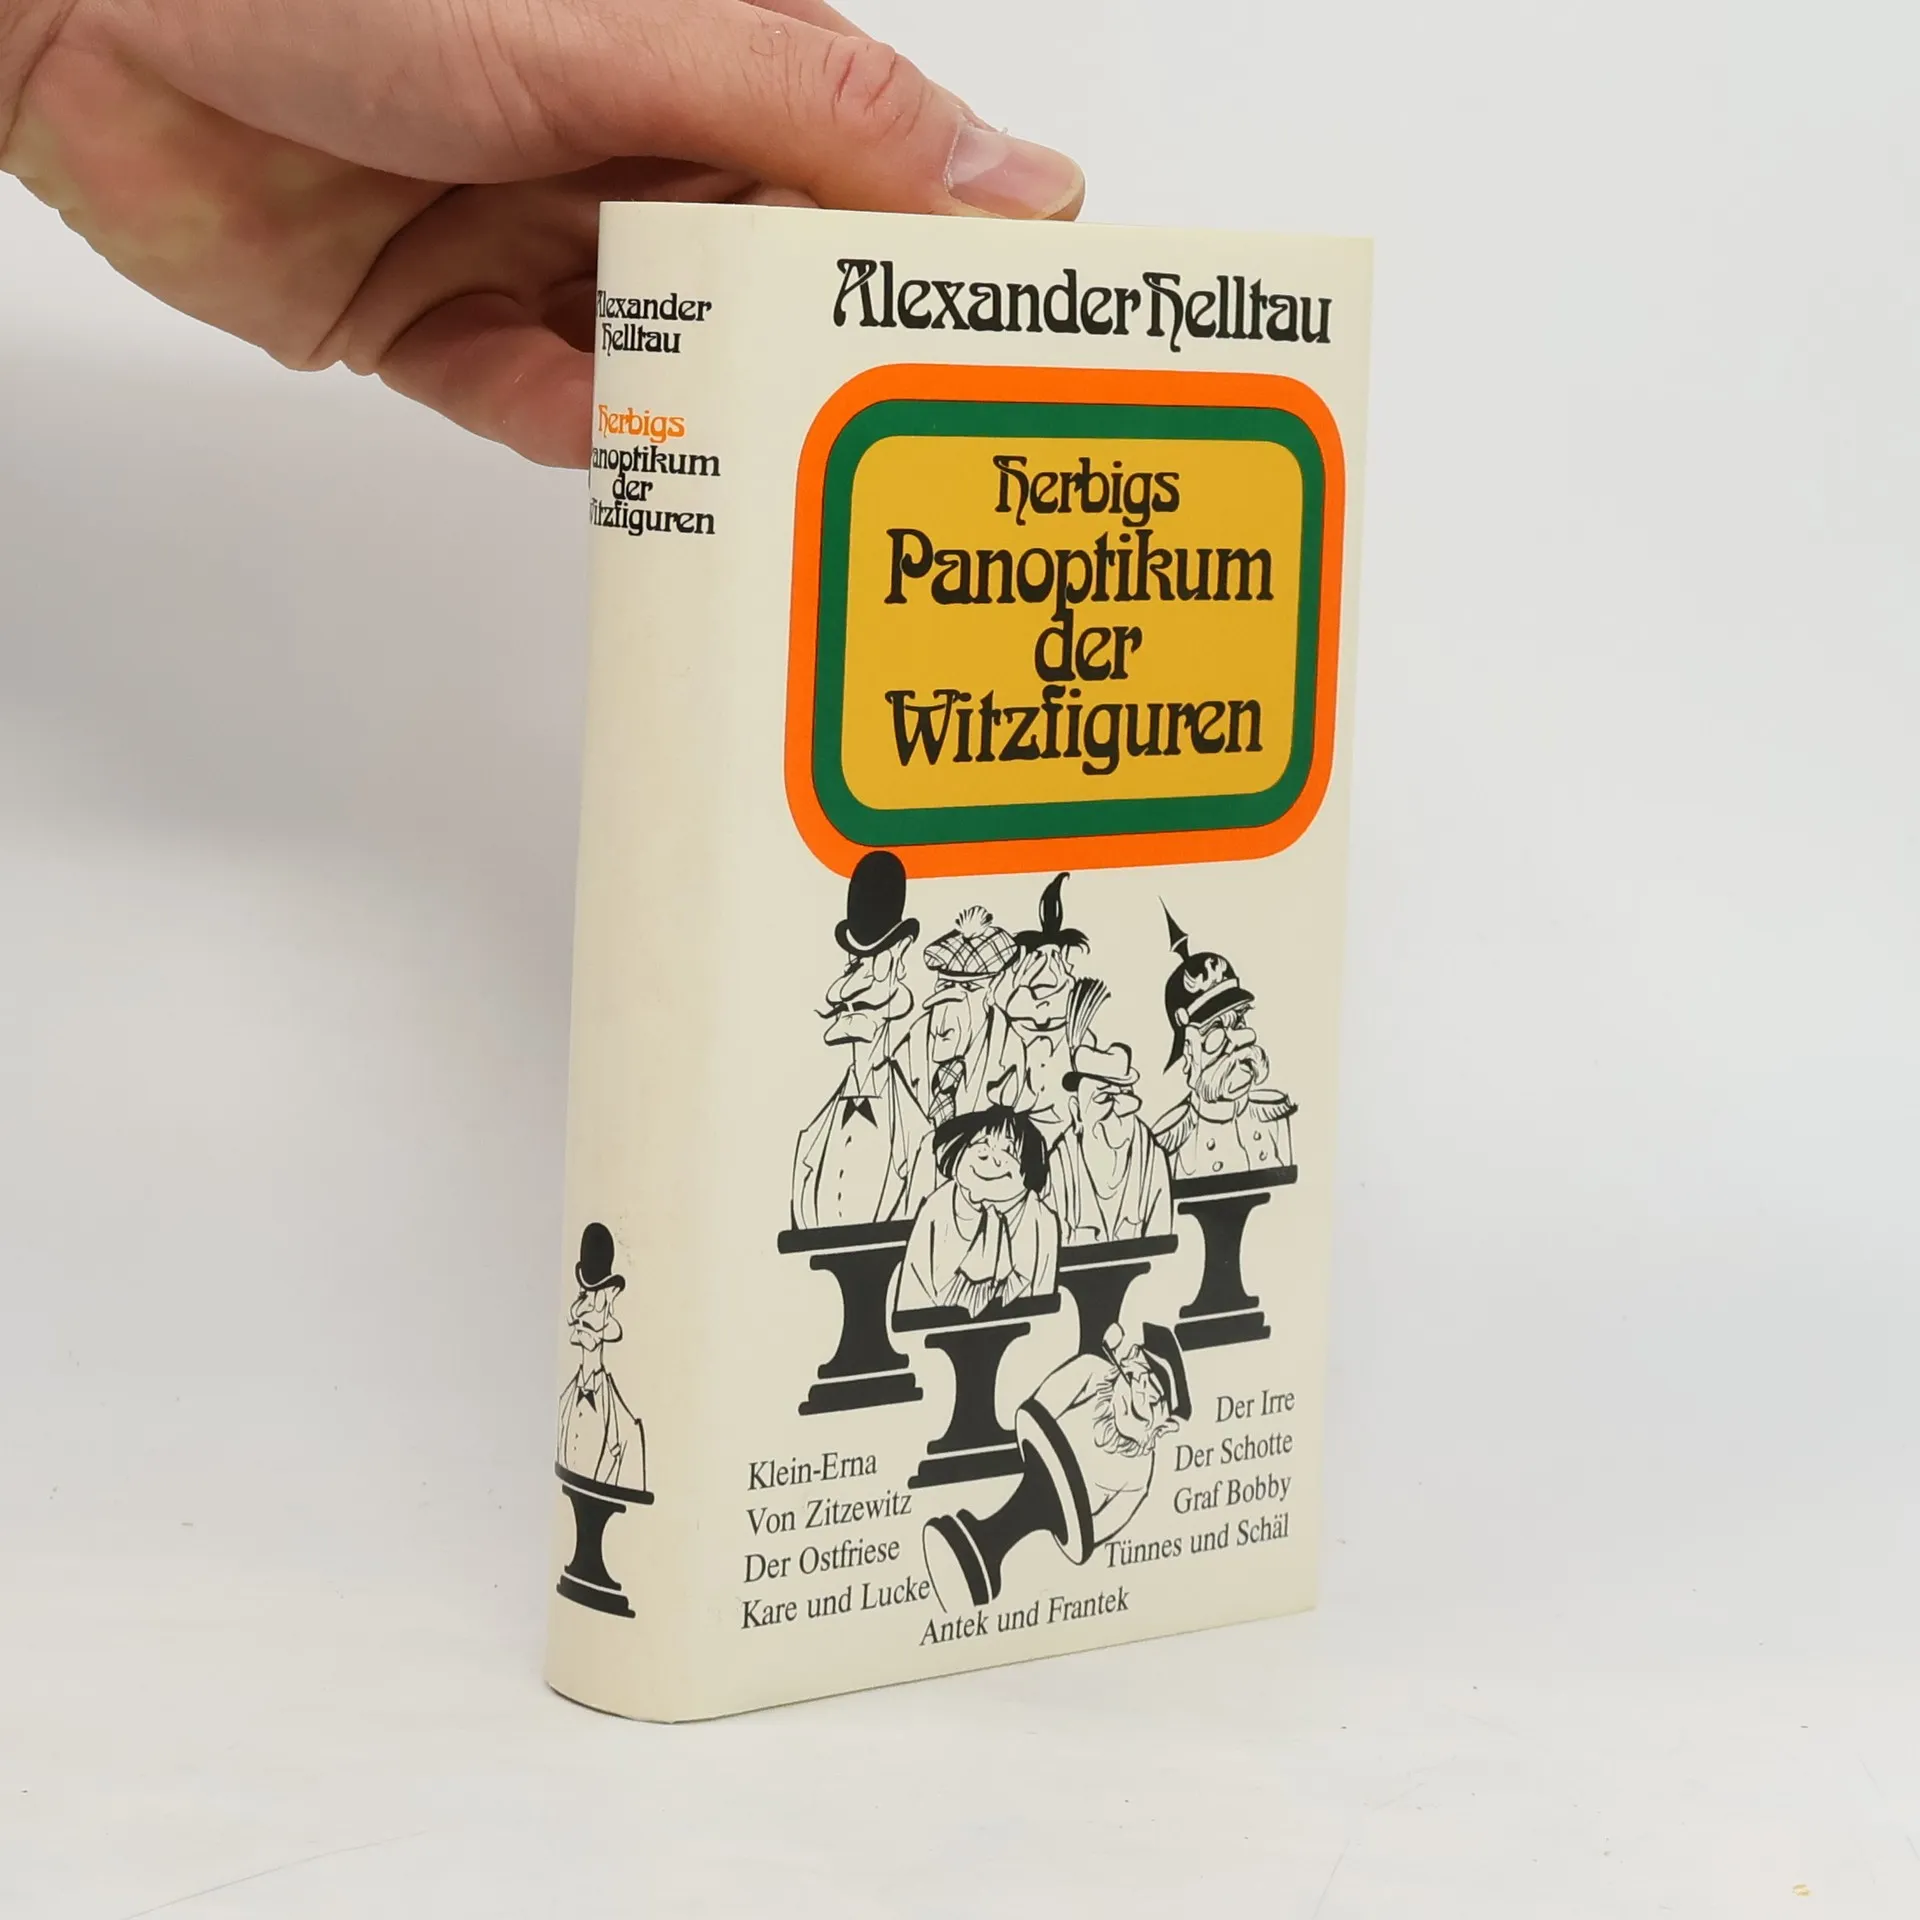 Alexander
Helltau
Herbigs
Panoptikum
der
Witzfiguren
Alexander Helltau
Herbigs
Panoptikum
der
Witzfiguren
Klein-Erna
Von Zitzewitz
Der Ostfriese
Kare und Lucke
Antek und Frantek
Der Irre
Der Schotte
Graf Bobby
Tünnes und Schäl